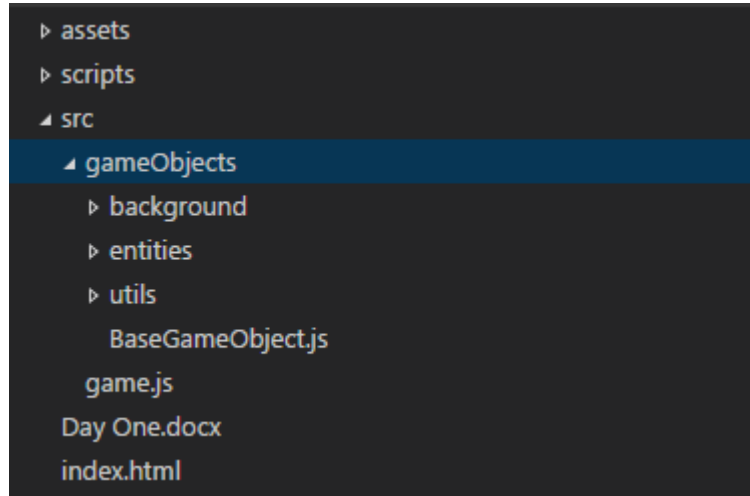 assets
scripts
src
gameObjects
background
entities
utils
BaseGameObject.js
game.js
Day One.docx
index.html